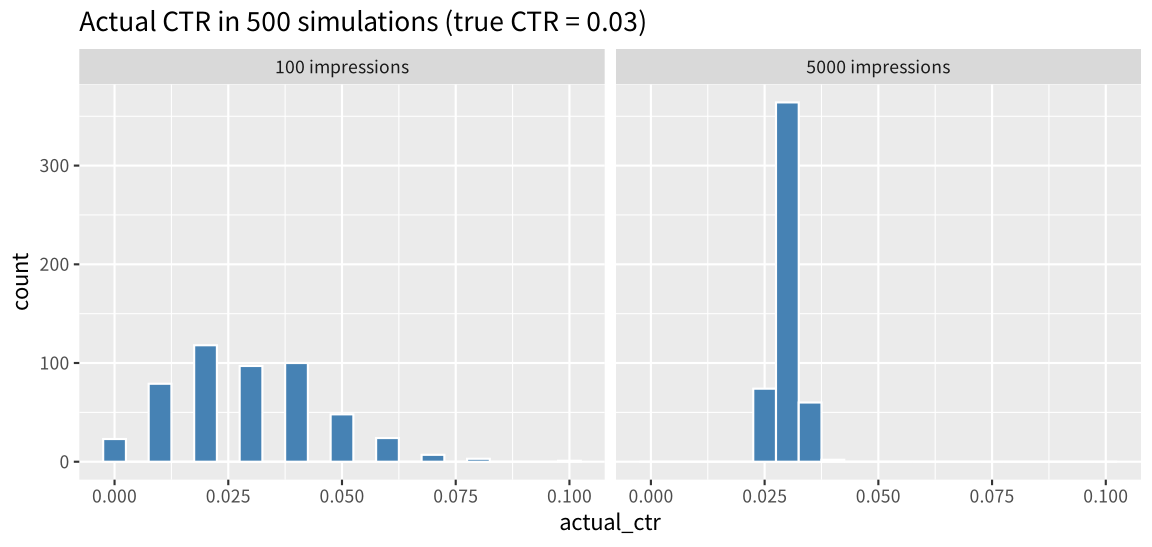 Actual CTR in 500 simulations (true CTR = 0.03)
100 impressions
5000 impressions
count
300
200
100
0
0.000 0.025 0.050 0.075 0.100
0.000 0.025 0.050 0.075 0.100
actual_ctr